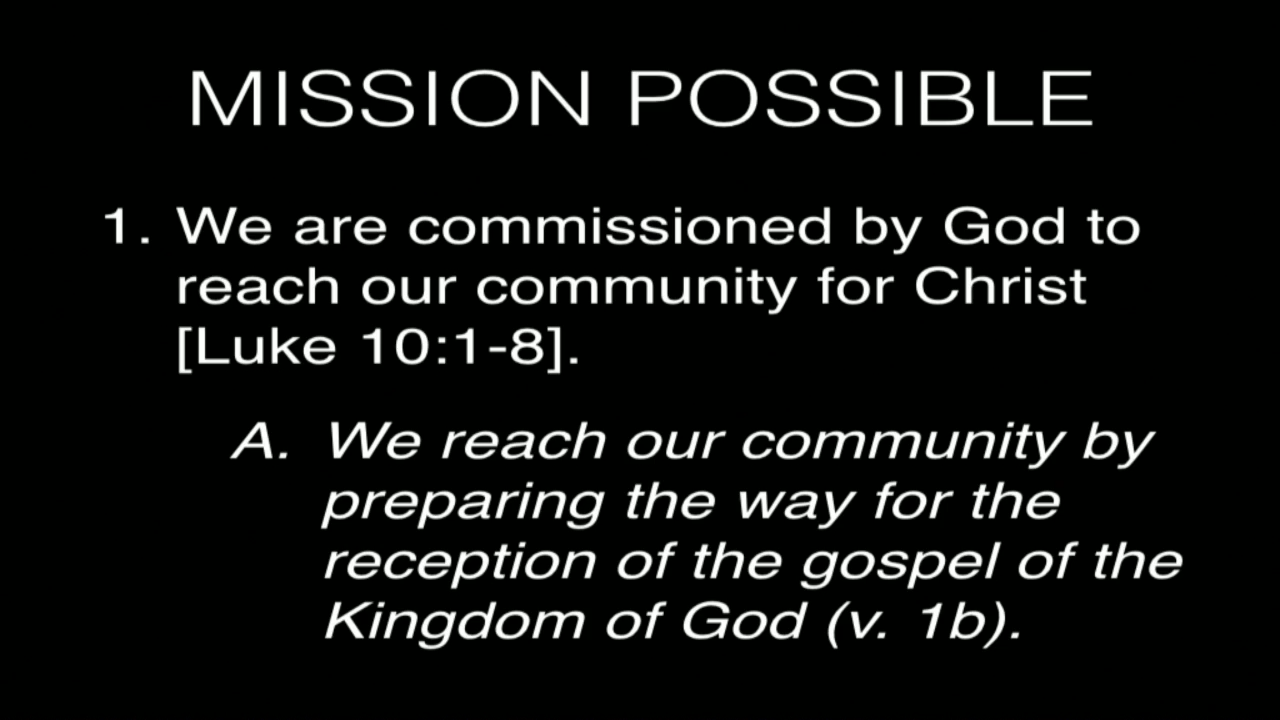 MISSION POSSIBLE
1. We are commissioned by God to
reach our community for Christ
[Luke 10:1-8].
A. We reach our community by
preparing the way for the
reception of the gospel of the
Kingdom of God (v. 1b).